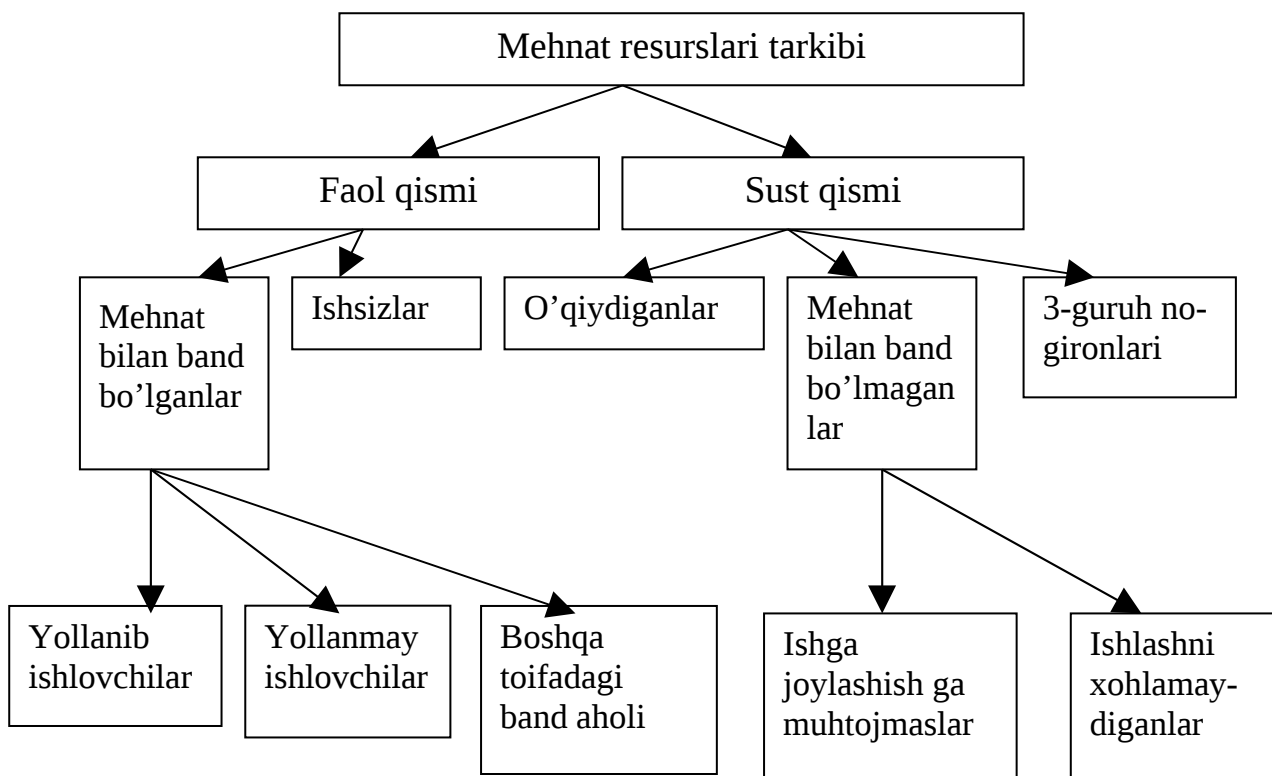 Mehnat resurslari tarkibi
Faol qismi
Sust qismi
Mehnat
bilan band
bo’lganlar
Ishsizlar
O’qiydiganlar
Mehnat
bilan band
bo’lmagan
lar
3-guruh no-
gironlari
Yollanib
ishlovchilar
Yollanmay
ishlovchilar
Boshqa
toifadagi
band aholi
Ishga
joylashish ga
muhtojmaslar
Ishlashni
xohlamay-
diganlar